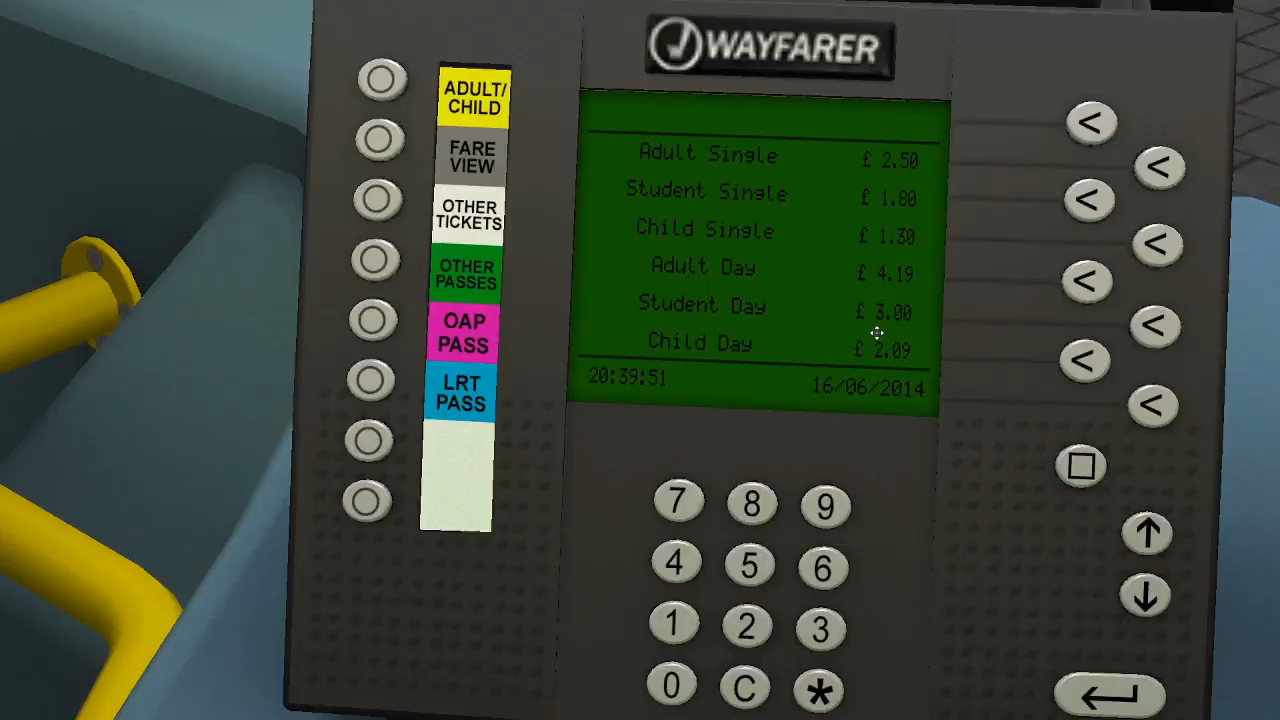 WAYFARER
ADULT/
CHILD
FARE
VIEW
OTHER
TICKETS
OTHER
PASSES
OAP
PASS
LRT
PASS
Adult Single £ 2.50
Student Single £ 1.80
Child Single £ 1.30
Adult Day £ 4.19
Student Day £ 3.00
Child Day £ 2.09
20:39:51 16/06/2014
< <
< <
< <
< <
7 8 9
4 5 6
1 2 3
0 C *